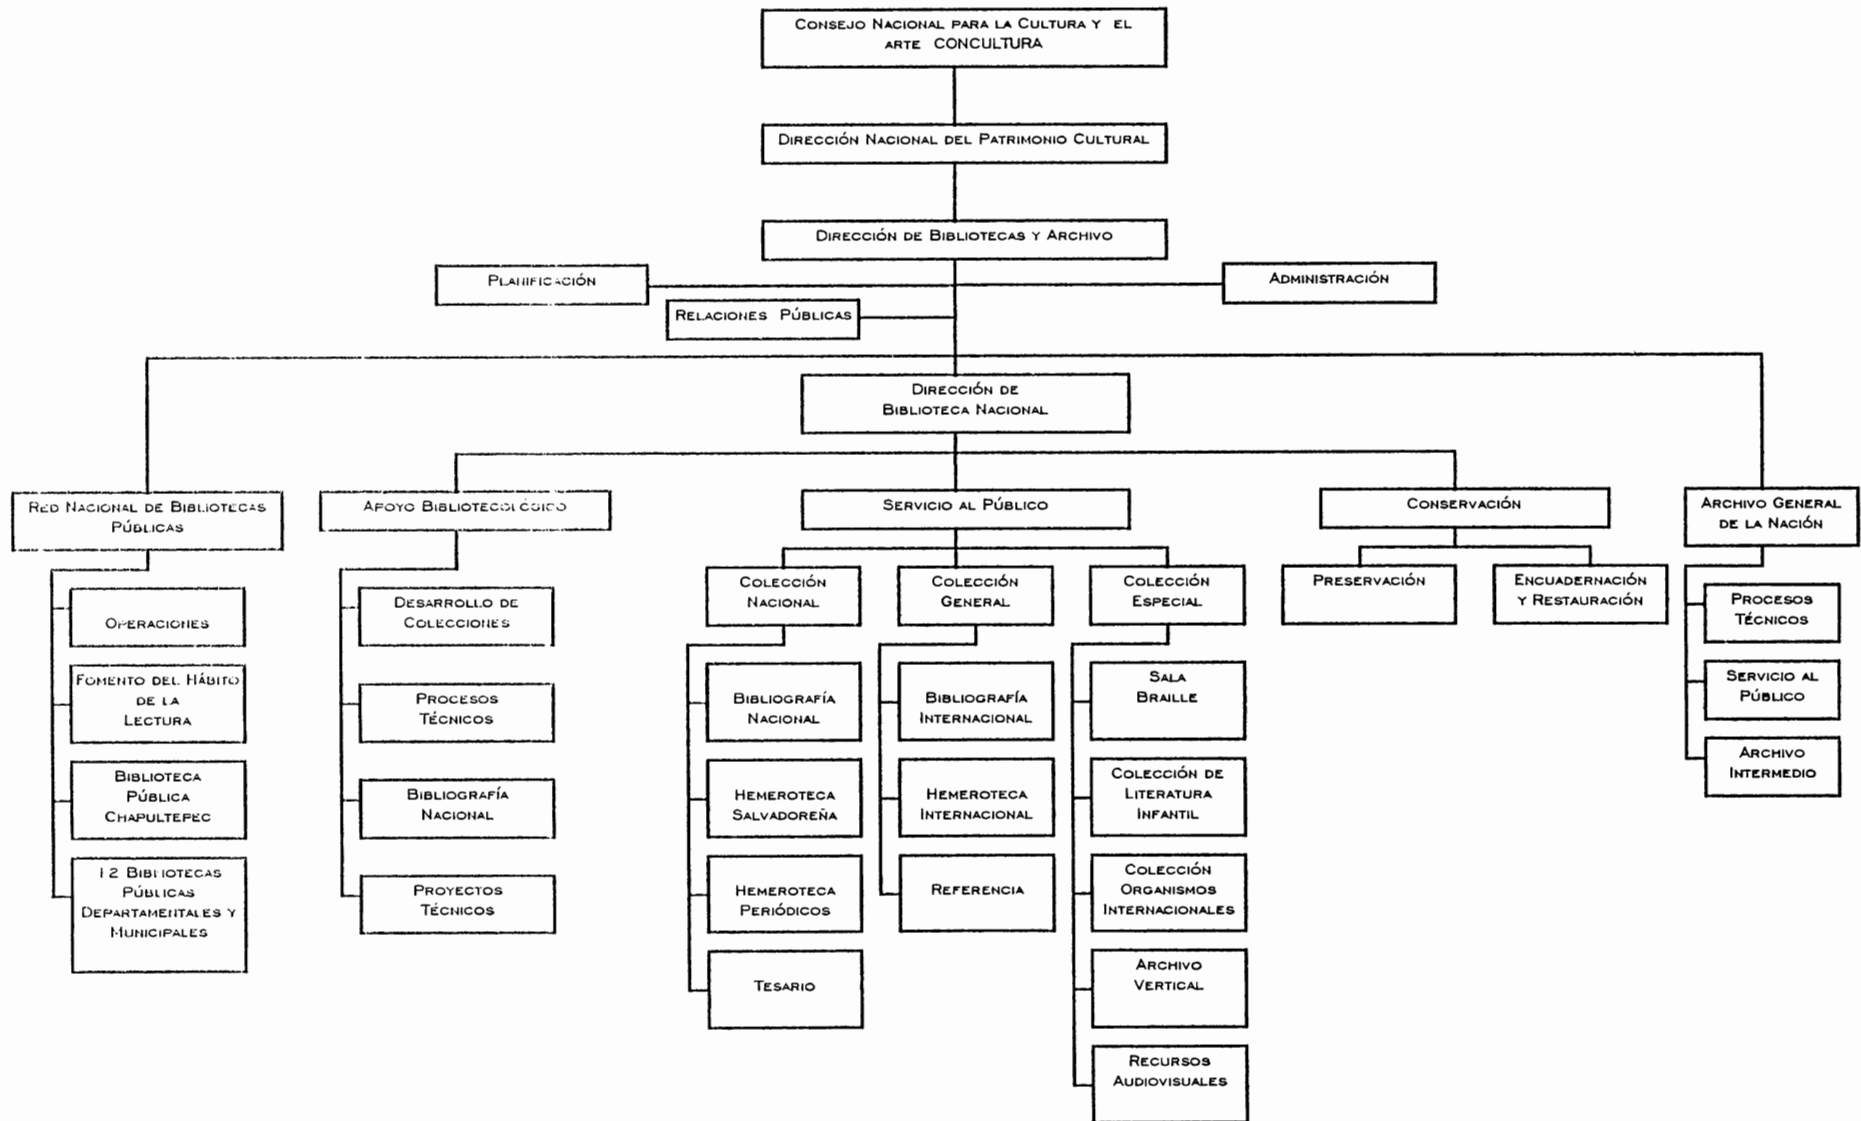 Consejo Nacional para la Cultura y el
arte CONCULTURA
Dirección Nacional del Patrimonio Cultural
Dirección de Bibliotecas y Archivo
Planificación
Administración
Relaciones Públicas
Dirección de
Biblioteca Nacional
Red Nacional de Bibliotecas
Públicas
Apoyo Bibliotecológico
Servicio al Público
Conservación
Archivo General
de la Nación
Operaciones
Fomento del Hábito
de la
Lectura
Biblioteca
Pública
Chapultepec
12 Bibliotecas
Públicas
Departamentales y
Municipales
Desarrollo de
Colecciones
Procesos
Técnicos
Bibliografía
Nacional
Proyectos
Técnicos
Colección
Nacional
Bibliografía
Nacional
Hemeroteca
Salvadoreña
Hemeroteca
Periódicos
Tesario
Colección
General
Bibliografía
Internacional
Hemeroteca
Internacional
Referencia
Colección
Especial
Sala
Braille
Colección de
Literatura
Infantil
Colección
Organismos
Internacionales
Archivo
Vertical
Recursos
Audiovisuales
Preservación
Encuadernación
y Restauración
Procesos
Técnicos
Servicio al
Público
Archivo
Intermedio